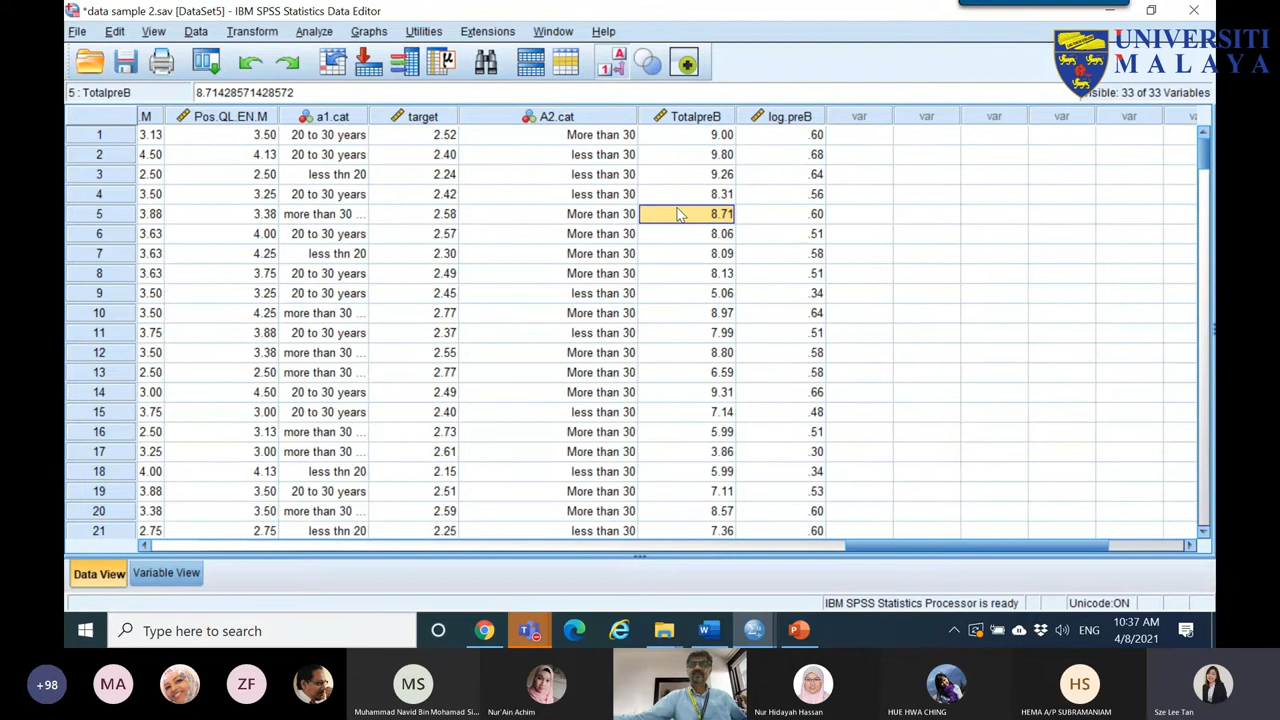 *data sample 2.sav [DataSet5] - IBM SPSS Statistics Data Editor
File Edit View Data Transform Analyze Graphs Utilities Extensions Window Help
UNIVERSITI
MALAYA
5 : TotalpreB 8.71428571428572 isible: 33 of 33 Variables
.M Pos.QL.EN.M a1.cat target A2.cat TotalpreB log.preB var var var var var va
1 3.13 3.50 20 to 30 years 2.52 More than 30 9.00 .60
2 4.50 4.13 20 to 30 years 2.40 less than 30 9.80 .68
3 2.50 2.50 less thn 20 2.24 less than 30 9.26 .64
4 3.50 3.25 20 to 30 years 2.42 less than 30 8.31 .56
5 3.88 3.38 more than 30 ... 2.58 More than 30 8.71 .60
6 3.63 4.00 20 to 30 years 2.57 More than 30 8.06 .51
7 3.63 4.25 less thn 20 2.30 More than 30 8.09 .58
8 3.63 3.75 20 to 30 years 2.49 More than 30 8.13 .51
9 3.50 3.25 20 to 30 years 2.45 less than 30 5.06 .34
10 3.50 4.25 more than 30 ... 2.77 More than 30 8.97 .64
11 3.75 3.88 20 to 30 years 2.37 less than 30 7.99 .51
12 3.50 3.38 more than 30 ... 2.55 More than 30 8.80 .58
13 2.50 2.50 more than 30 ... 2.77 More than 30 6.59 .58
14 3.00 4.50 20 to 30 years 2.49 More than 30 9.31 .66
15 3.75 3.00 20 to 30 years 2.40 less than 30 7.14 .48
16 2.50 3.13 more than 30 ... 2.73 More than 30 5.99 .51
17 3.25 3.00 more than 30 ... 2.61 More than 30 3.86 .30
18 4.00 4.13 less thn 20 2.15 less than 30 5.99 .34
19 3.88 3.50 20 to 30 years 2.51 More than 30 7.11 .53
20 3.38 3.50 more than 30 ... 2.59 More than 30 8.57 .60
21 2.75 2.75 less thn 20 2.25 less than 30 7.36 .60
Data View Variable View
IBM SPSS Statistics Processor is ready Unicode:ON
Type here to search
ENG
10:37 AM
4/8/2021
+98 MA ZF MS HS
Muhammad Navid Bin Mohamad Si... Nur'Ain Achim Nur Hidayah Hassan HUE HWA CHING HEMA A/P SUBRAMANIAM Sze Lee Tan